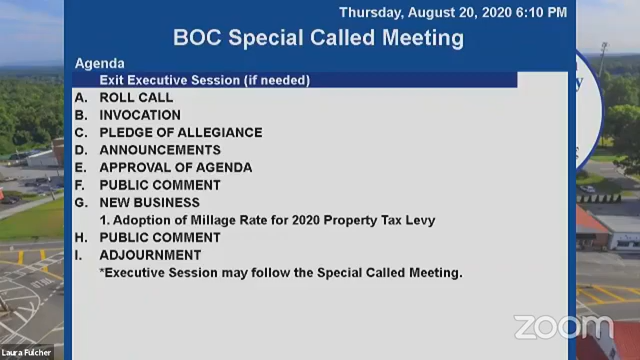 Thursday, August 20, 2020 6:10 PM
BOC Special Called Meeting
Agenda
Exit Executive Session (if needed)
A. ROLL CALL
B. INVOCATION
C. PLEDGE OF ALLEGIANCE
D. ANNOUNCEMENTS
E. APPROVAL OF AGENDA
F. PUBLIC COMMENT
G. NEW BUSINESS
1. Adoption of Millage Rate for 2020 Property Tax Levy
H. PUBLIC COMMENT
I. ADJOURNMENT
*Executive Session may follow the Special Called Meeting.
Laura Fulcher
zoom